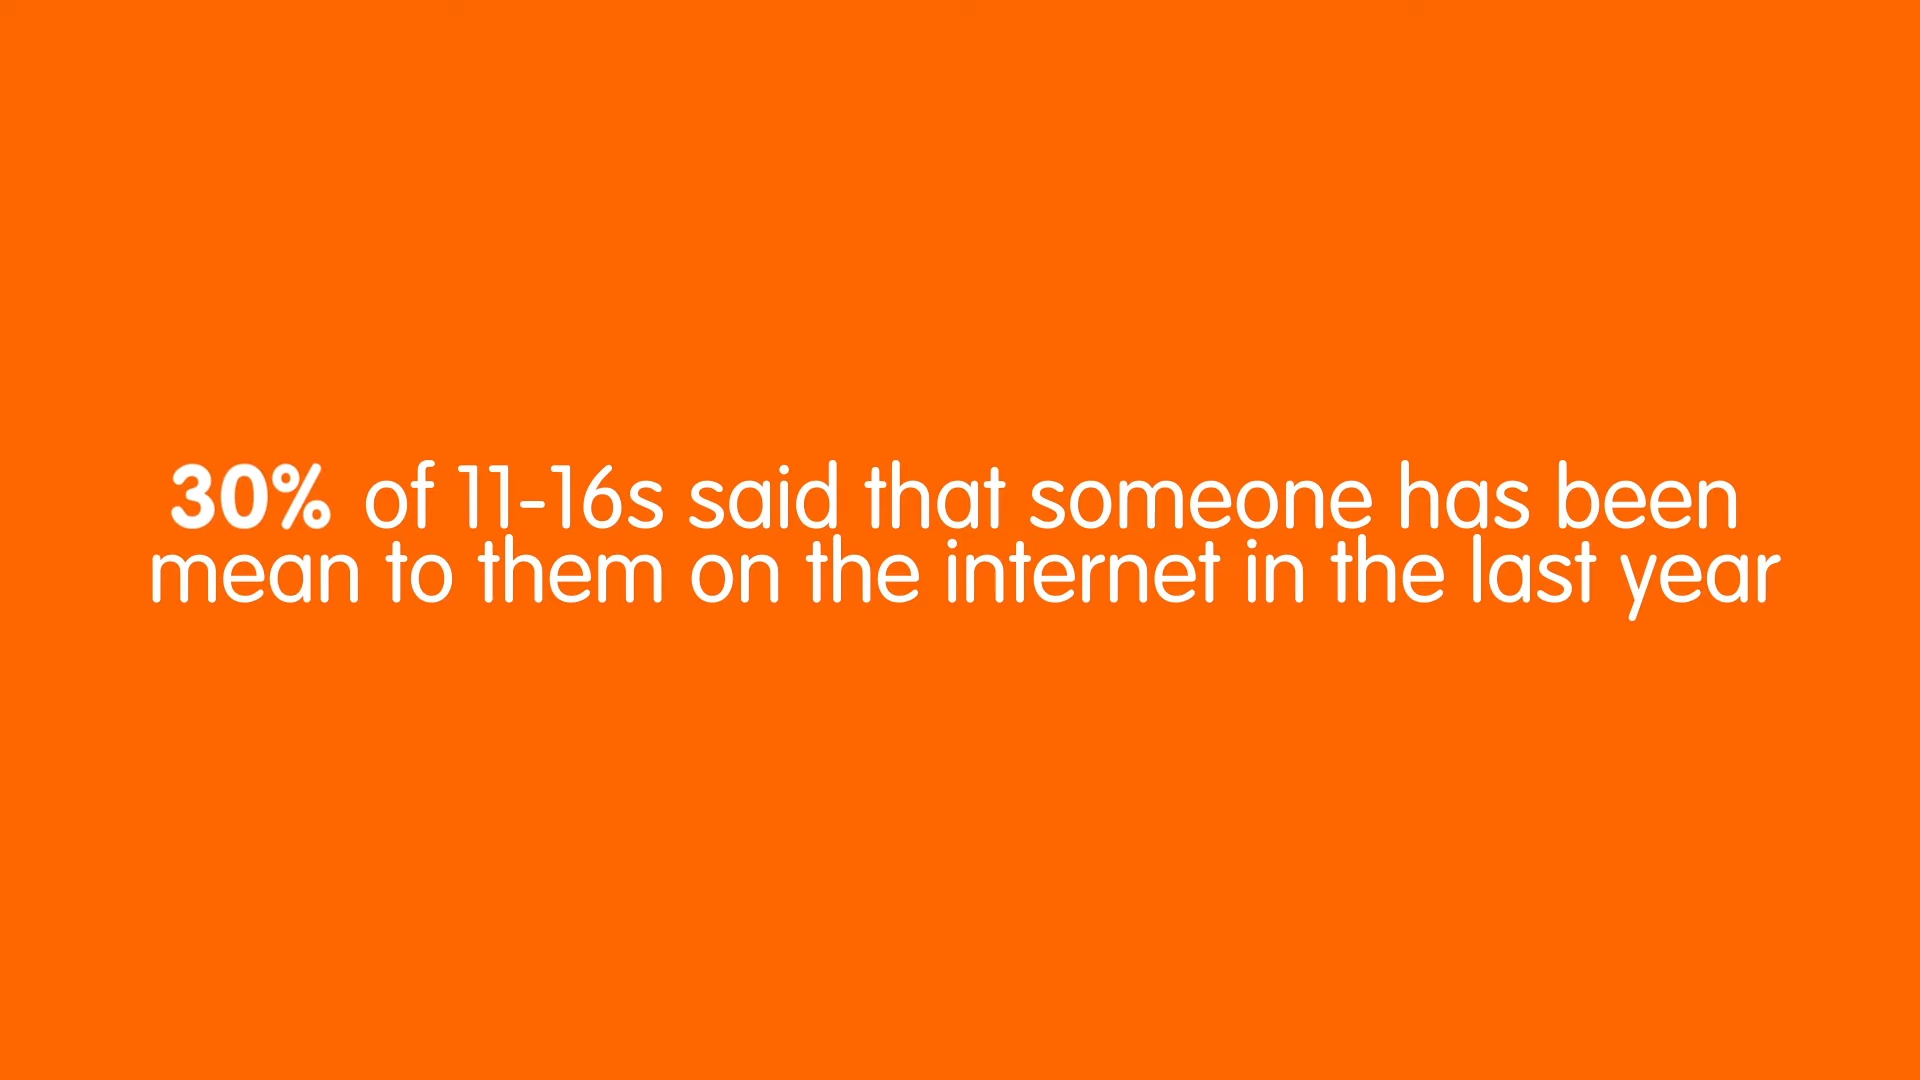 30% of 11-16s said that someone has been
mean to them on the internet in the last year